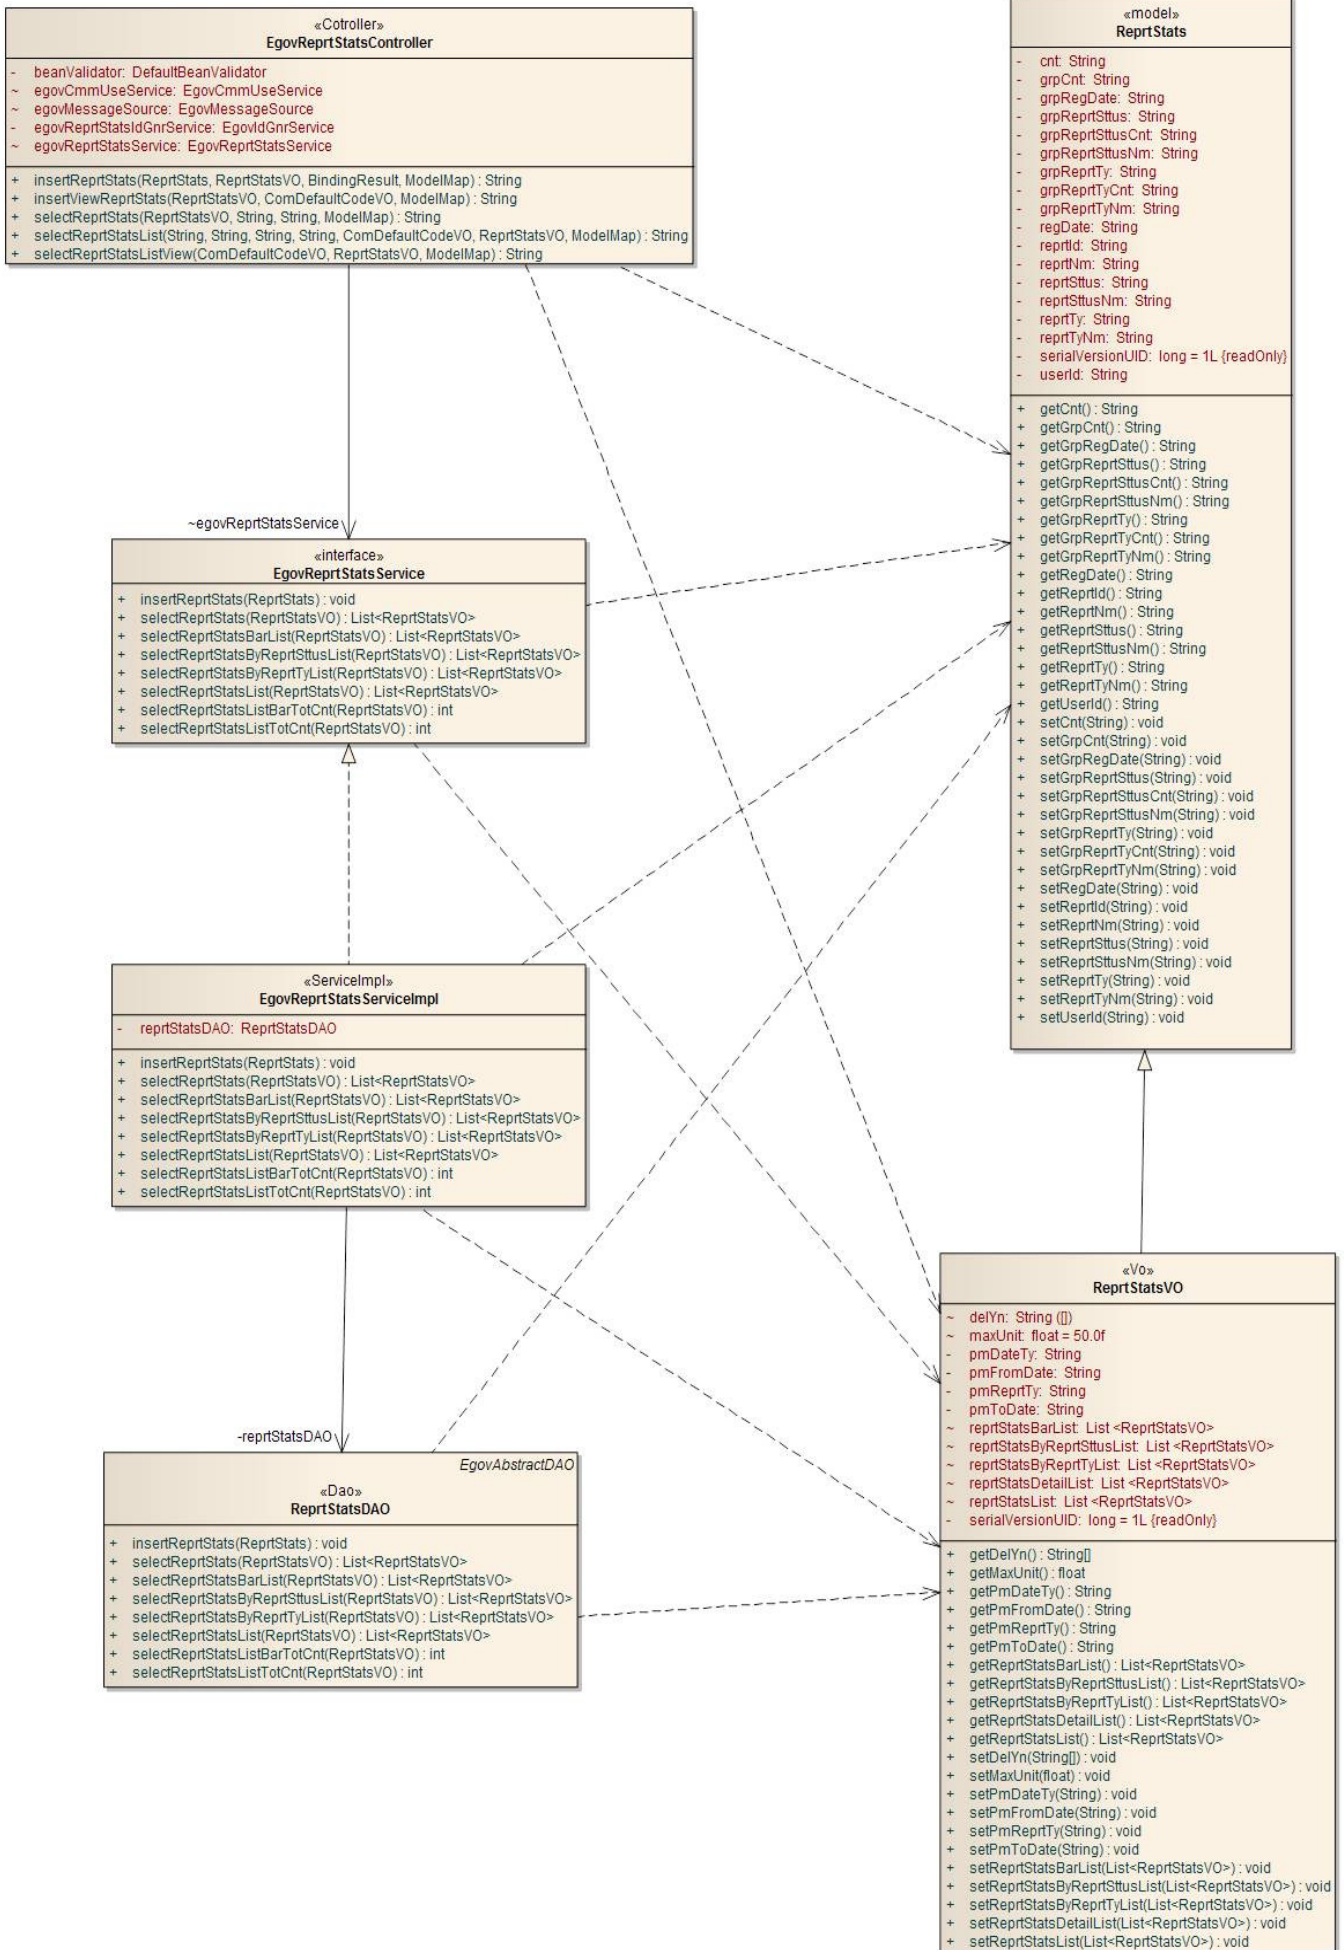 «Cotroller»
EgovReprtStatsController
- beanValidator: DefaultBeanValidator
~ egovCmmUseService: EgovCmmUseService
~ egovMessageSource: EgovMessageSource
- egovReprtStatsIdGnrService: EgovIdGnrService
~ egovReprtStatsService: EgovReprtStatsService
+ insertReprtStats(ReprtStats, ReprtStatsVO, BindingResult, ModelMap) : String
+ insertViewReprtStats(ReprtStatsVO, ComDefaultCodeVO, ModelMap) : String
+ selectReprtStats(ReprtStatsVO, String, String, ModelMap) : String
+ selectReprtStatsList(String, String, String, String, ComDefaultCodeVO, ReprtStatsVO, ModelMap) : String
+ selectReprtStatsListView(ComDefaultCodeVO, ReprtStatsVO, ModelMap) : String
~egovReprtStatsService
«interface»
EgovReprtStatsService
+ insertReprtStats(ReprtStats) : void
+ selectReprtStats(ReprtStatsVO) : List<ReprtStatsVO>
+ selectReprtStatsBarList(ReprtStatsVO) : List<ReprtStatsVO>
+ selectReprtStatsByReprtSttusList(ReprtStatsVO) : List<ReprtStatsVO>
+ selectReprtStatsByReprtTyList(ReprtStatsVO) : List<ReprtStatsVO>
+ selectReprtStatsList(ReprtStatsVO) : List<ReprtStatsVO>
+ selectReprtStatsListBarTotCnt(ReprtStatsVO) : int
+ selectReprtStatsListTotCnt(ReprtStatsVO) : int
«ServiceImpl»
EgovReprtStatsServiceImpl
- reprtStatsDAO: ReprtStatsDAO
+ insertReprtStats(ReprtStats) : void
+ selectReprtStats(ReprtStatsVO) : List<ReprtStatsVO>
+ selectReprtStatsBarList(ReprtStatsVO) : List<ReprtStatsVO>
+ selectReprtStatsByReprtSttusList(ReprtStatsVO) : List<ReprtStatsVO>
+ selectReprtStatsByReprtTyList(ReprtStatsVO) : List<ReprtStatsVO>
+ selectReprtStatsList(ReprtStatsVO) : List<ReprtStatsVO>
+ selectReprtStatsListBarTotCnt(ReprtStatsVO) : int
+ selectReprtStatsListTotCnt(ReprtStatsVO) : int
-reprtStatsDAO
EgovAbstractDAO
«Dao»
ReprtStatsDAO
+ insertReprtStats(ReprtStats) : void
+ selectReprtStats(ReprtStatsVO) : List<ReprtStatsVO>
+ selectReprtStatsBarList(ReprtStatsVO) : List<ReprtStatsVO>
+ selectReprtStatsByReprtSttusList(ReprtStatsVO) : List<ReprtStatsVO>
+ selectReprtStatsByReprtTyList(ReprtStatsVO) : List<ReprtStatsVO>
+ selectReprtStatsList(ReprtStatsVO) : List<ReprtStatsVO>
+ selectReprtStatsListBarTotCnt(ReprtStatsVO) : int
+ selectReprtStatsListTotCnt(ReprtStatsVO) : int
«model»
ReprtStats
- cnt: String
- grpCnt: String
- grpRegDate: String
- grpReprtSttus: String
- grpReprtSttusCnt: String
- grpReprtSttusNm: String
- grpReprtTy: String
- grpReprtTyCnt: String
- grpReprtTyNm: String
- regDate: String
- reprtId: String
- reprtNm: String
- reprtSttus: String
- reprtSttusNm: String
- reprtTy: String
- reprtTyNm: String
- serialVersionUID: long = 1L {readOnly}
- userId: String
+ getCnt() : String
+ getGrpCnt() : String
+ getGrpRegDate() : String
+ getGrpReprtSttus() : String
+ getGrpReprtSttusCnt() : String
+ getGrpReprtSttusNm() : String
+ getGrpReprtTy() : String
+ getGrpReprtTyCnt() : String
+ getGrpReprtTyNm() : String
+ getRegDate() : String
+ getReprtId() : String
+ getReprtNm() : String
+ getReprtSttus() : String
+ getReprtSttusNm() : String
+ getReprtTy() : String
+ getReprtTyNm() : String
+ getUserId() : String
+ setCnt(String) : void
+ setGrpCnt(String) : void
+ setGrpRegDate(String) : void
+ setGrpReprtSttus(String) : void
+ setGrpReprtSttusCnt(String) : void
+ setGrpReprtSttusNm(String) : void
+ setGrpReprtTy(String) : void
+ setGrpReprtTyCnt(String) : void
+ setGrpReprtTyNm(String) : void
+ setRegDate(String) : void
+ setReprtId(String) : void
+ setReprtNm(String) : void
+ setReprtSttus(String) : void
+ setReprtSttusNm(String) : void
+ setReprtTy(String) : void
+ setReprtTyNm(String) : void
+ setUserId(String) : void
«Vo»
ReprtStatsVO
~ delYn: String ([])
~ maxUnit: float = 50.0f
- pmDateTy: String
- pmFromDate: String
- pmReprtTy: String
- pmToDate: String
~ reprtStatsBarList: List <ReprtStatsVO>
~ reprtStatsByReprtSttusList: List <ReprtStatsVO>
~ reprtStatsByReprtTyList: List <ReprtStatsVO>
~ reprtStatsDetailList: List <ReprtStatsVO>
~ reprtStatsList: List <ReprtStatsVO>
- serialVersionUID: long = 1L {readOnly}
+ getDelYn() : String[]
+ getMaxUnit() : float
+ getPmDateTy() : String
+ getPmFromDate() : String
+ getPmReprtTy() : String
+ getPmToDate() : String
+ getReprtStatsBarList() : List<ReprtStatsVO>
+ getReprtStatsByReprtSttusList() : List<ReprtStatsVO>
+ getReprtStatsByReprtTyList() : List<ReprtStatsVO>
+ getReprtStatsDetailList() : List<ReprtStatsVO>
+ getReprtStatsList() : List<ReprtStatsVO>
+ setDelYn(String[]) : void
+ setMaxUnit(float) : void
+ setPmDateTy(String) : void
+ setPmFromDate(String) : void
+ setPmReprtTy(String) : void
+ setPmToDate(String) : void
+ setReprtStatsBarList(List<ReprtStatsVO>) : void
+ setReprtStatsByReprtSttusList(List<ReprtStatsVO>) : void
+ setReprtStatsByReprtTyList(List<ReprtStatsVO>) : void
+ setReprtStatsDetailList(List<ReprtStatsVO>) : void
+ setReprtStatsList(List<ReprtStatsVO>) : void